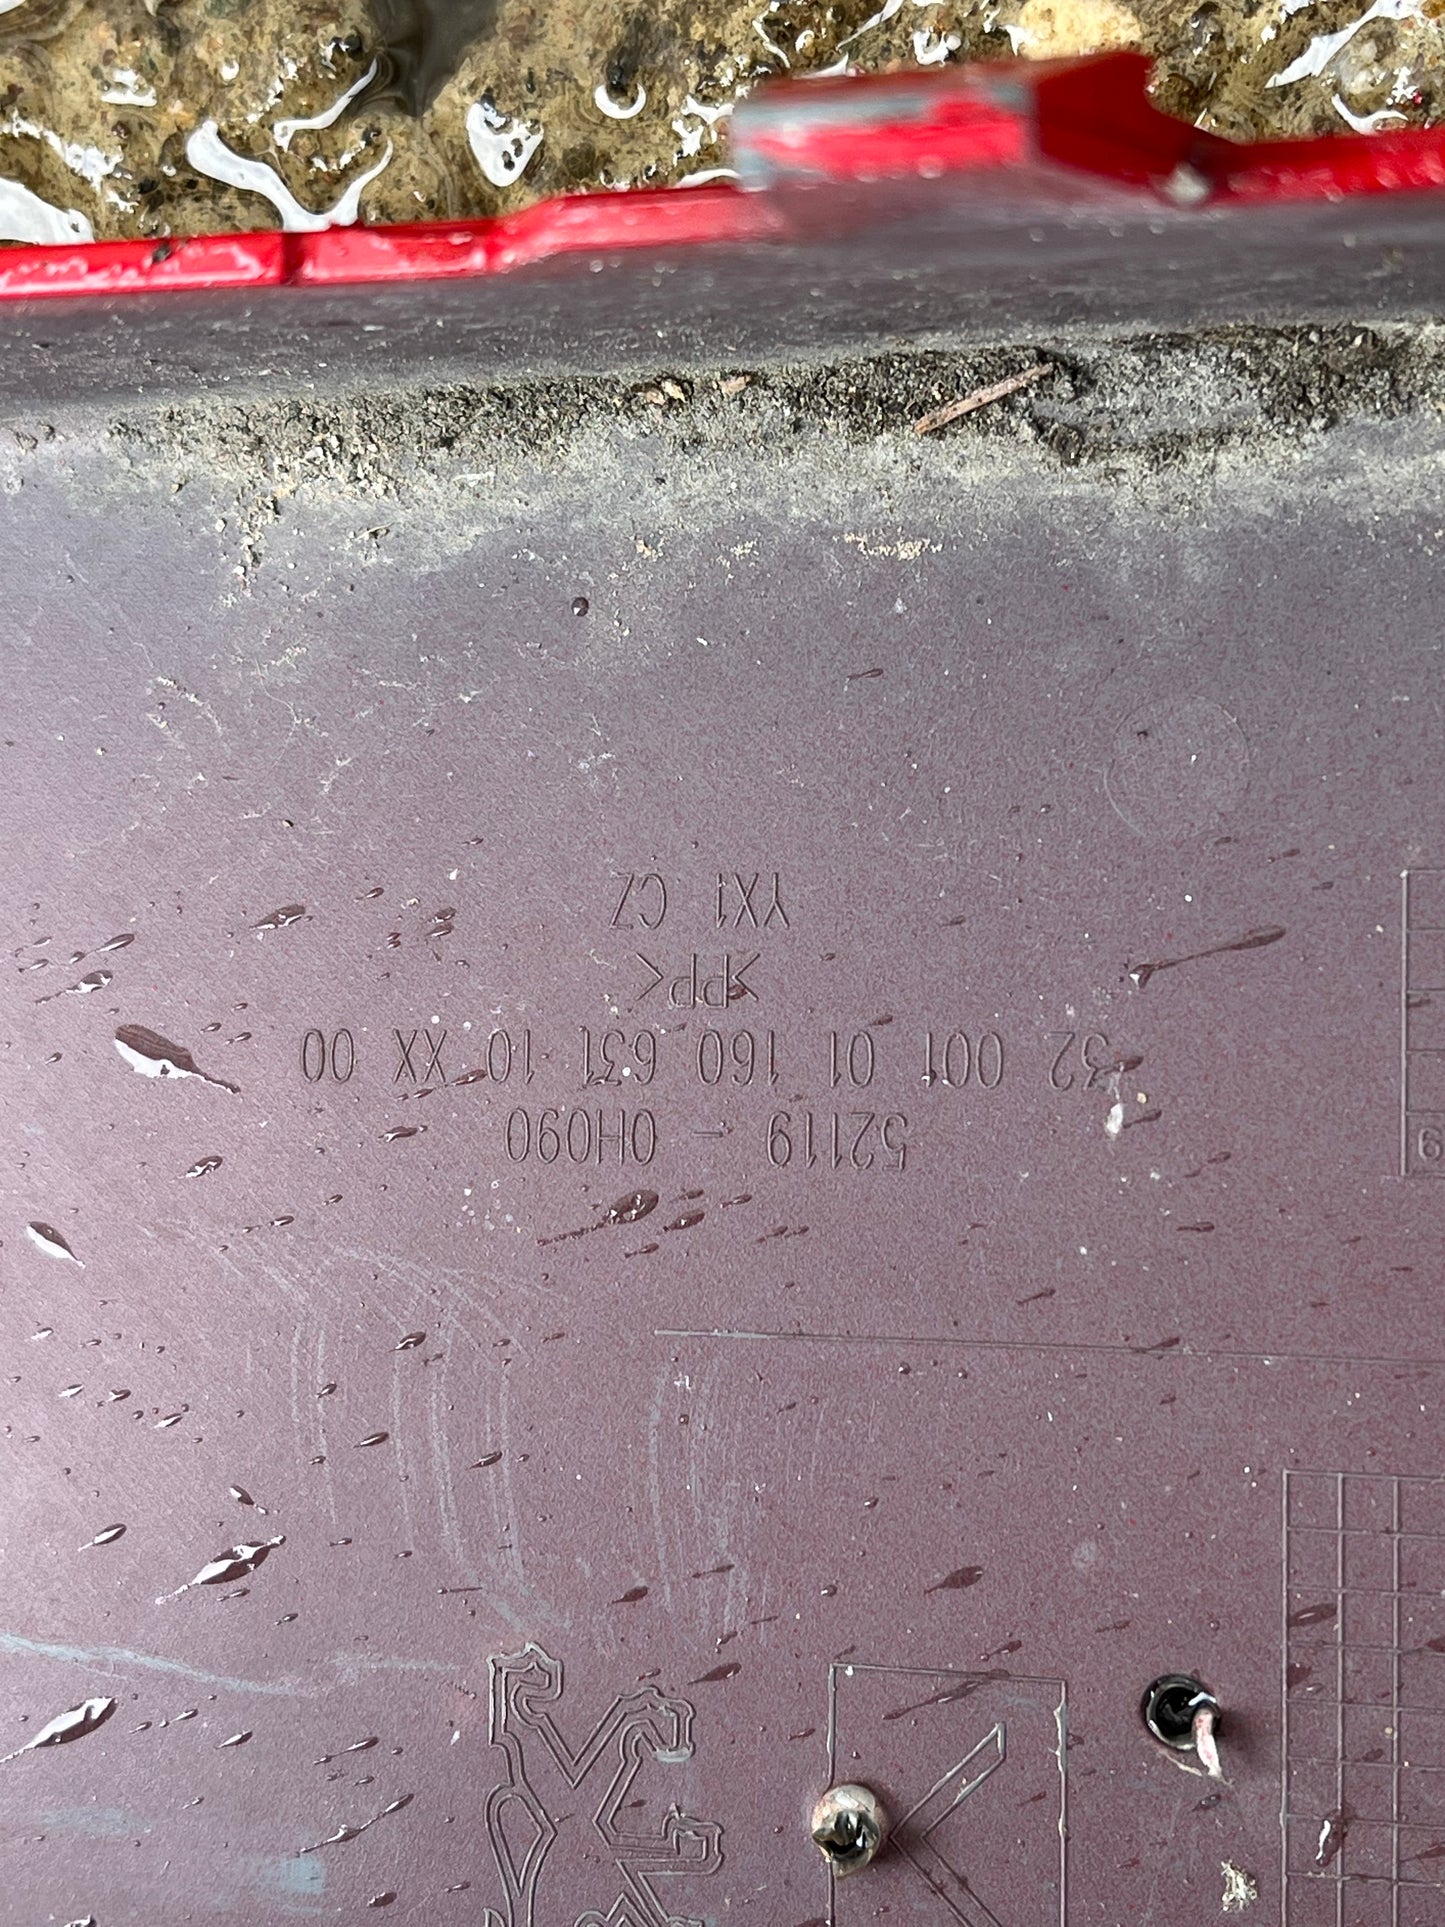 52119 - 0H090
32 001 01 160 631 10 XX 00
>PP<
YX1 CZ